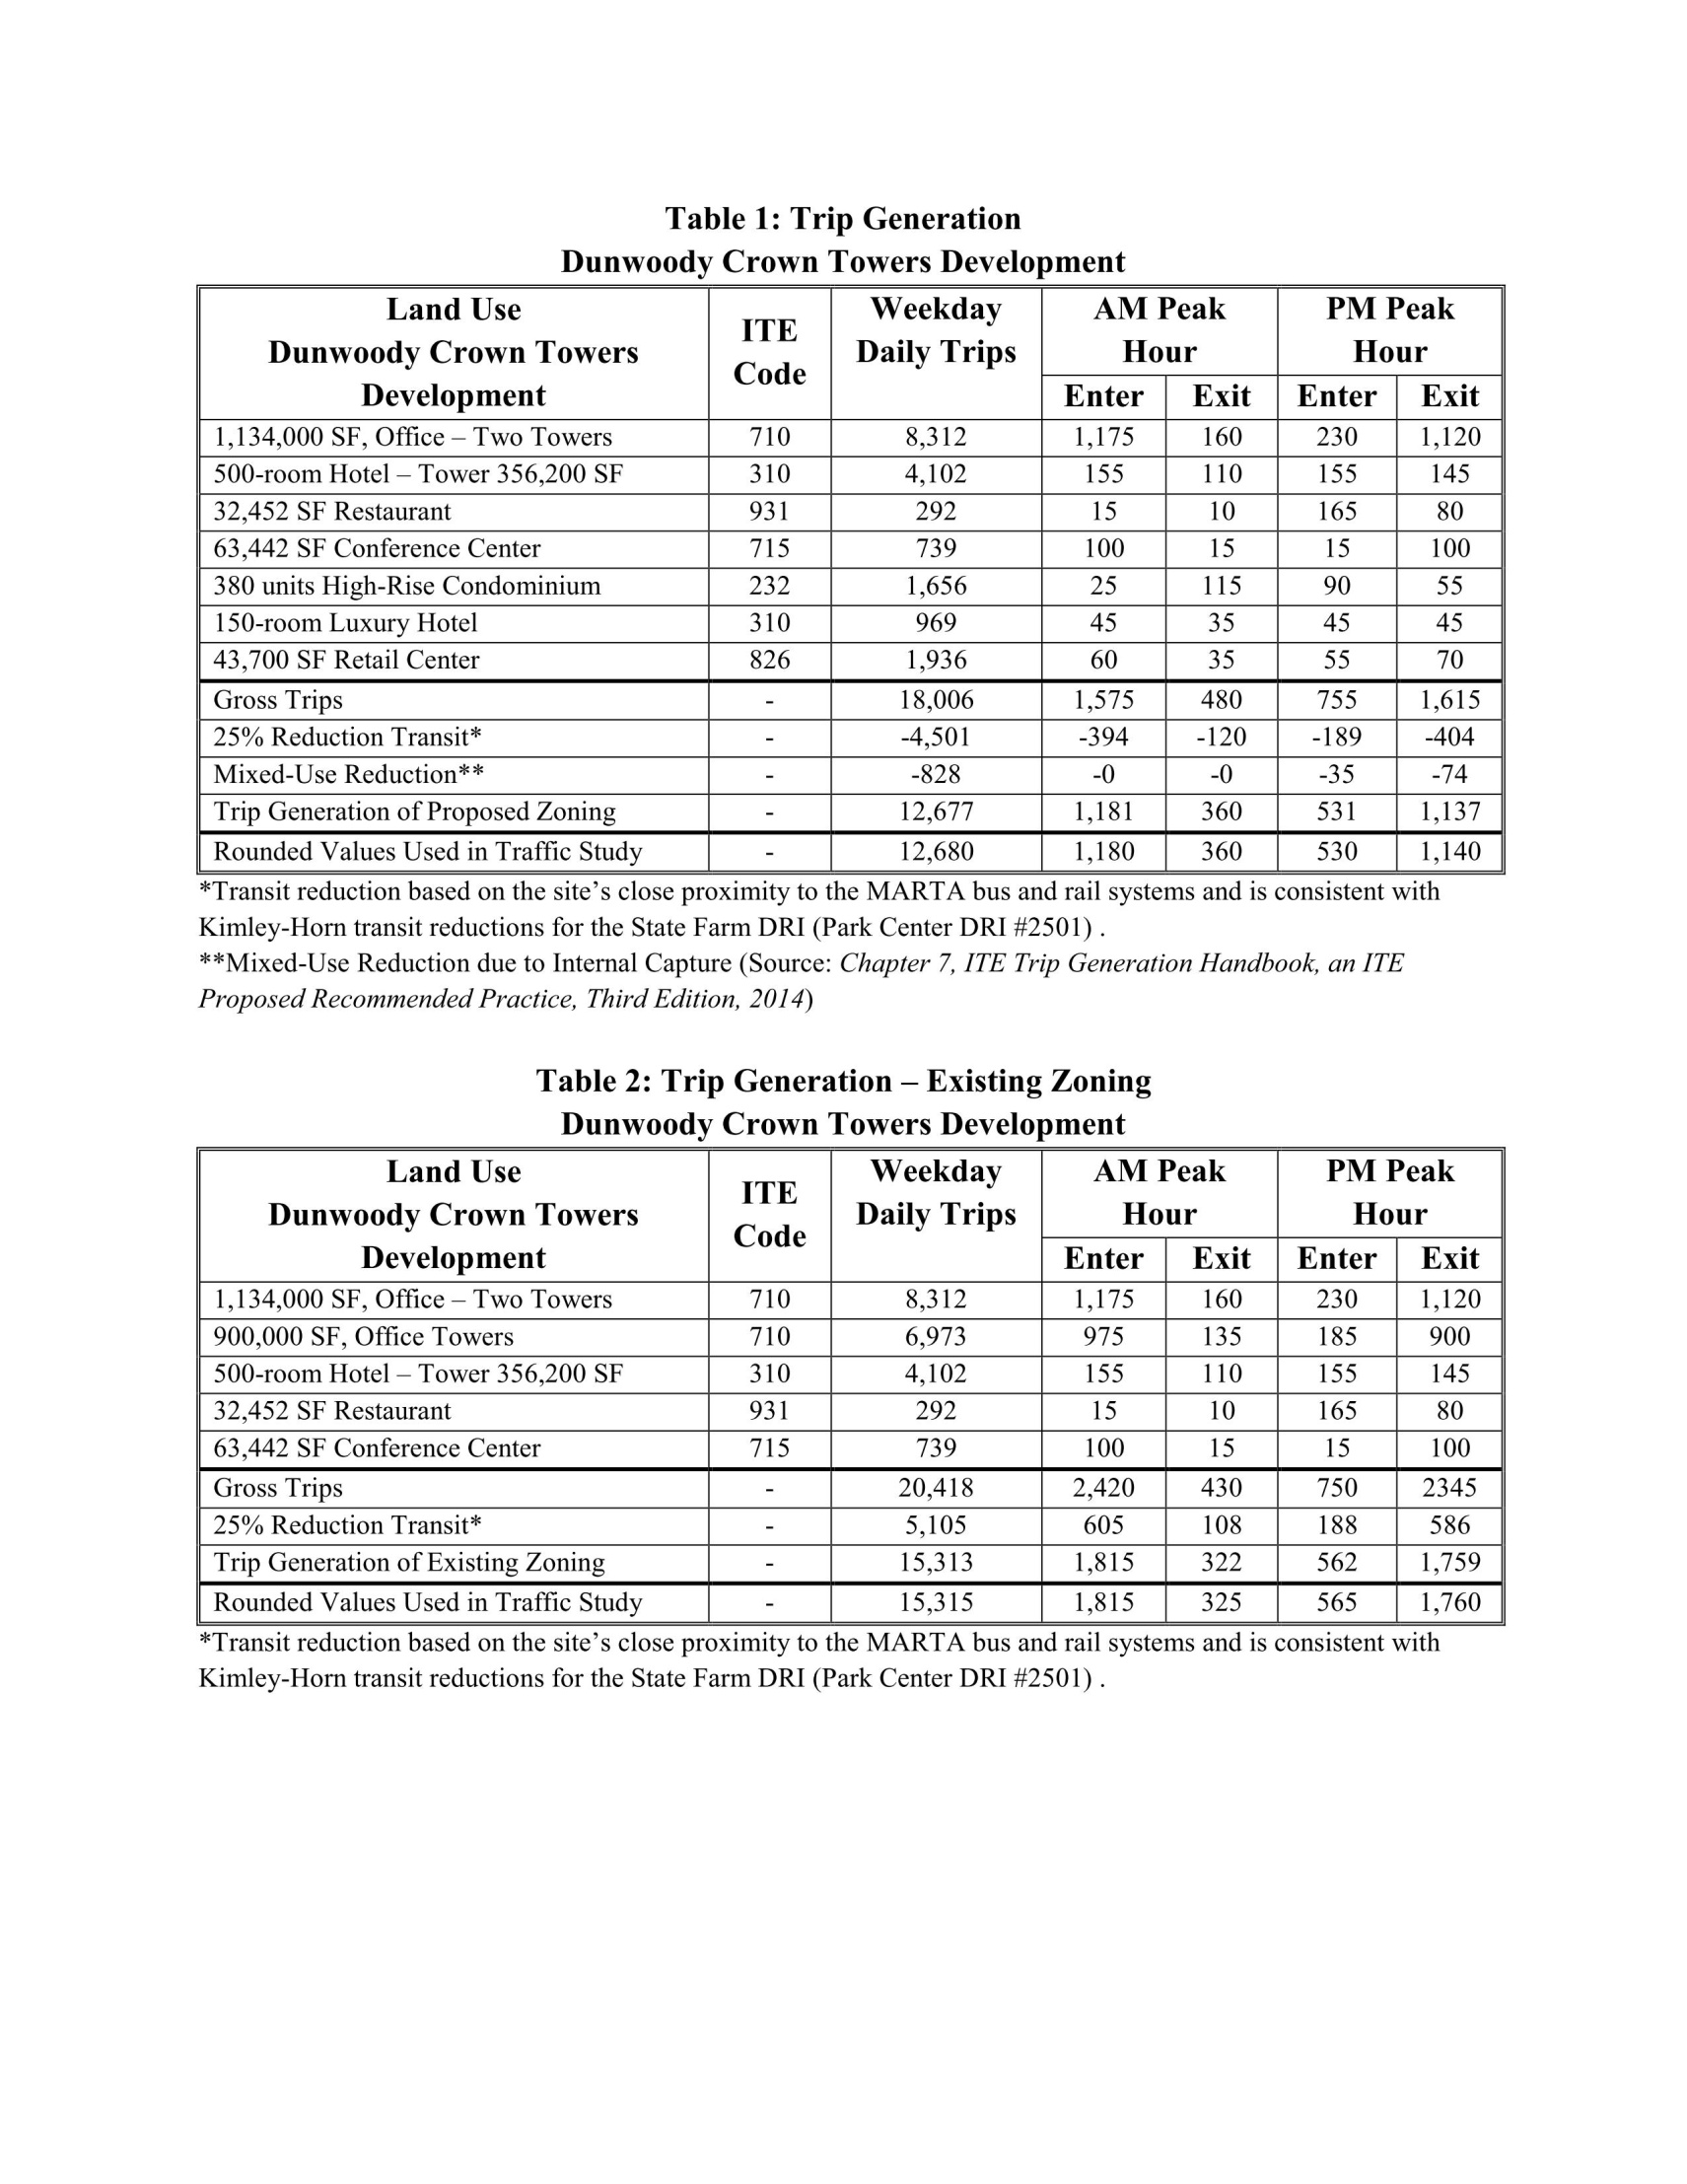 Table 1: Trip Generation
Dunwoody Crown Towers Development
Land Use Dunwoody Crown Towers Development ITE Code Weekday Daily Trips AM Peak Hour PM Peak Hour
Enter Exit Enter Exit
1,134,000 SF, Office – Two Towers 710 8,312 1,175 160 230 1,120
500-room Hotel – Tower 356,200 SF 310 4,102 155 110 155 145
32,452 SF Restaurant 931 292 15 10 165 80
63,442 SF Conference Center 715 739 100 15 15 100
380 units High-Rise Condominium 232 1,656 25 115 90 55
150-room Luxury Hotel 310 969 45 35 45 45
43,700 SF Retail Center 826 1,936 60 35 55 70
Gross Trips - 18,006 1,575 480 755 1,615
25% Reduction Transit* - -4,501 -394 -120 -189 -404
Mixed-Use Reduction** - -828 -0 -0 -35 -74
Trip Generation of Proposed Zoning - 12,677 1,181 360 531 1,137
Rounded Values Used in Traffic Study - 12,680 1,180 360 530 1,140
*Transit reduction based on the site’s close proximity to the MARTA bus and rail systems and is consistent with
Kimley-Horn transit reductions for the State Farm DRI (Park Center DRI #2501) .
**Mixed-Use Reduction due to Internal Capture (Source: Chapter 7, ITE Trip Generation Handbook, an ITE
Proposed Recommended Practice, Third Edition, 2014)
Table 2: Trip Generation – Existing Zoning
Dunwoody Crown Towers Development
Land Use Dunwoody Crown Towers Development ITE Code Weekday Daily Trips AM Peak Hour PM Peak Hour
Enter Exit Enter Exit
1,134,000 SF, Office – Two Towers 710 8,312 1,175 160 230 1,120
900,000 SF, Office Towers 710 6,973 975 135 185 900
500-room Hotel – Tower 356,200 SF 310 4,102 155 110 155 145
32,452 SF Restaurant 931 292 15 10 165 80
63,442 SF Conference Center 715 739 100 15 15 100
Gross Trips - 20,418 2,420 430 750 2345
25% Reduction Transit* - 5,105 605 108 188 586
Trip Generation of Existing Zoning - 15,313 1,815 322 562 1,759
Rounded Values Used in Traffic Study - 15,315 1,815 325 565 1,760
*Transit reduction based on the site’s close proximity to the MARTA bus and rail systems and is consistent with
Kimley-Horn transit reductions for the State Farm DRI (Park Center DRI #2501) .